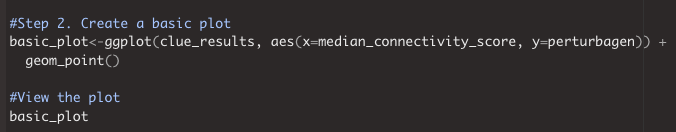 #Step 2. Create a basic plot
basic_plot<-ggplot(clue_results, aes(x=median_connectivity_score, y=perturbagen)) +
  geom_point()
#View the plot
basic_plot